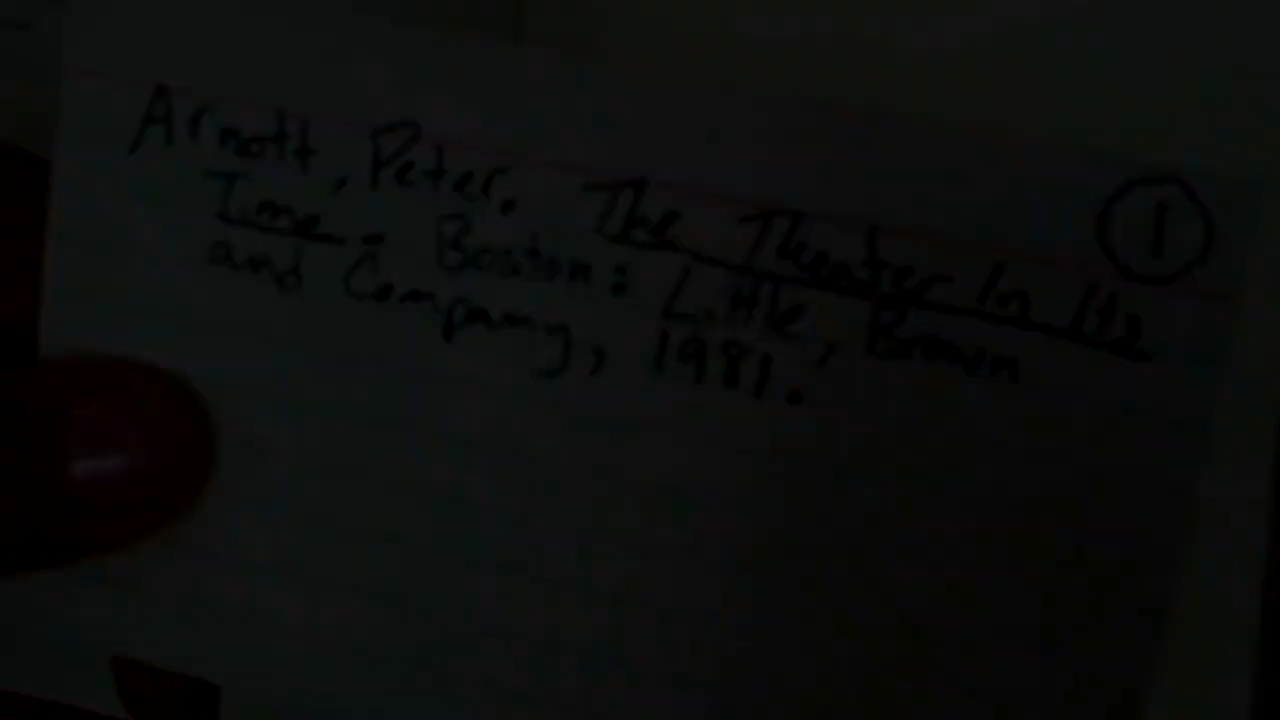 Arnott, Peter. The Theater In Its
Time. Boston: Little, Brown
and Company, 1981.
1